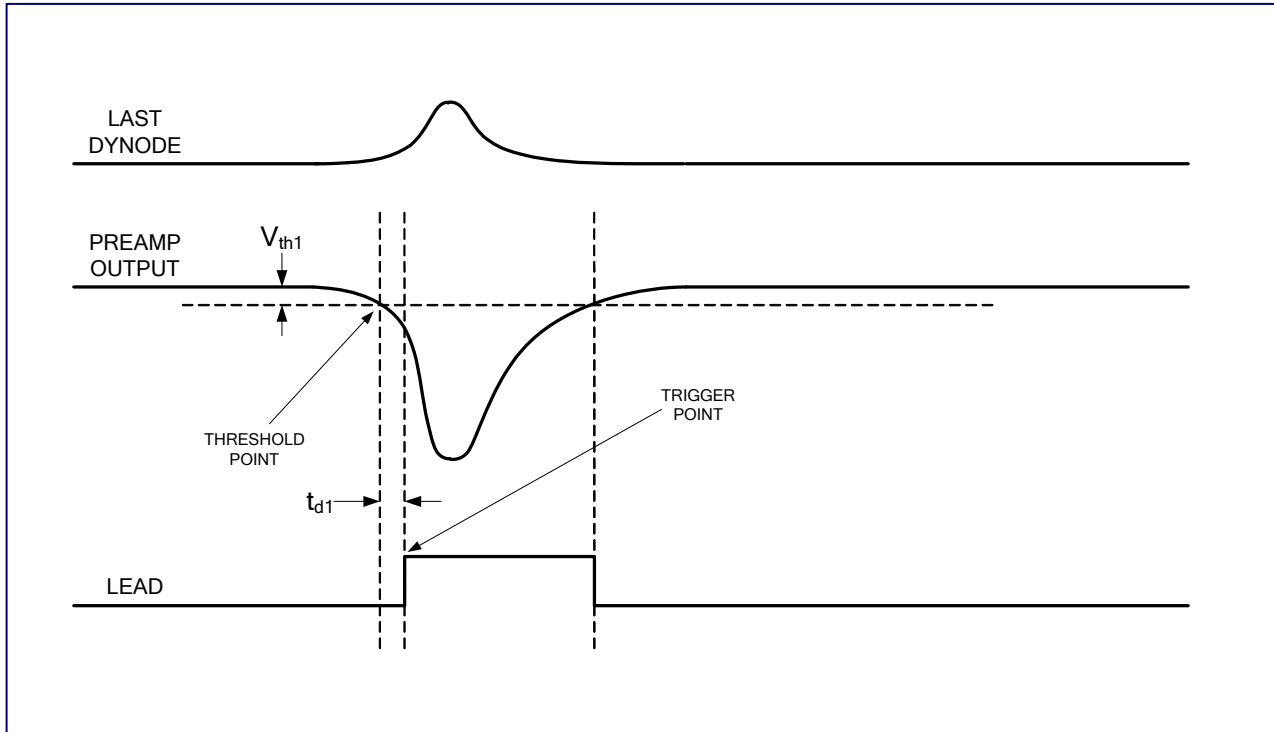 LAST
DYNODE
PREAMP
OUTPUT
Vth1
THRESHOLD
POINT
TRIGGER
POINT
td1
LEAD